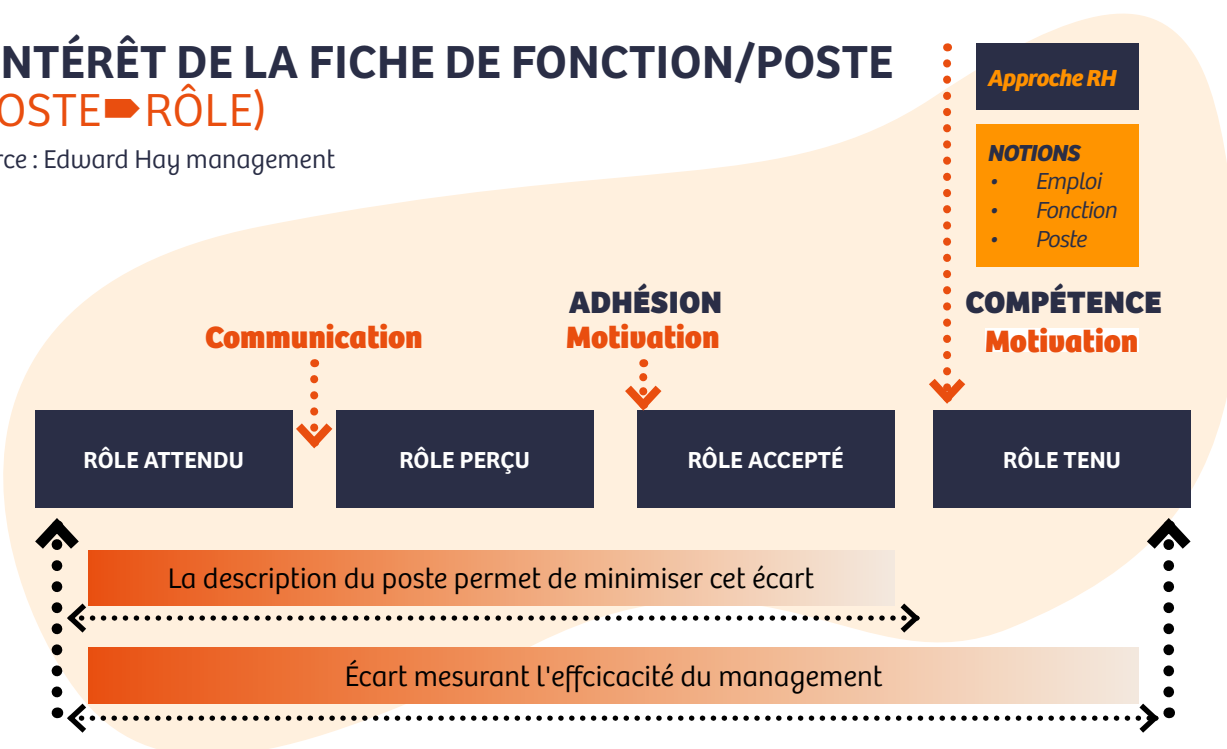 NTÉRÊT DE LA FICHE DE FONCTION/POSTE
OSTE➨RÔLE)
rce : Edward Hay management
Approche RH
NOTIONS
• Emploi
• Fonction
• Poste
Communication
ADHÉSION
Motivation
COMPÉTENCE
Motivation
RÔLE ATTENDU
RÔLE PERÇU
RÔLE ACCEPTÉ
RÔLE TENU
La description du poste permet de minimiser cet écart
Écart mesurant l'effcicacité du management